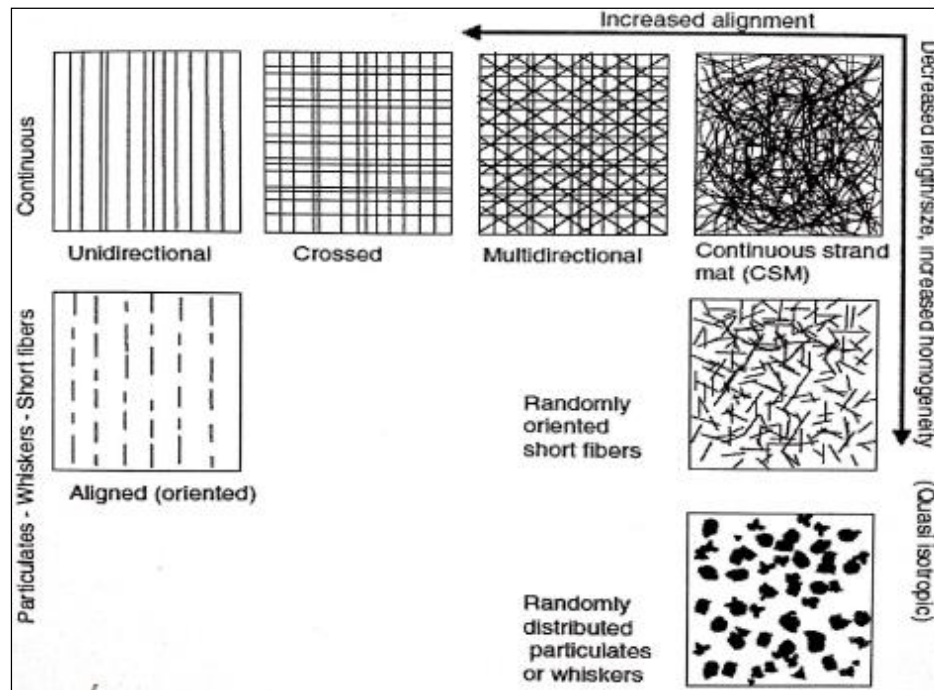 Increased alignment
Continuous
Unidirectional
Crossed
Multidirectional
Continuous strand
mat (CSM)
Decreased length/size, increased homogeneity
(Quasi isotropic)
Particulates - Whiskers - Short fibers
Aligned (oriented)
Randomly
oriented
short fibers
Randomly
distributed
particulates
or whiskers